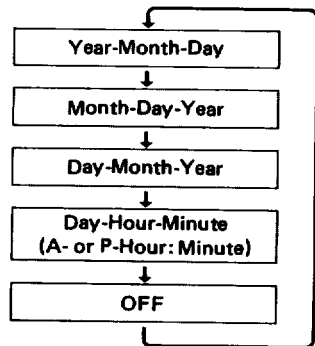 Year-Month-Day
Month-Day-Year
Day-Month-Year
Day-Hour-Minute
(A- or P-Hour: Minute)
OFF